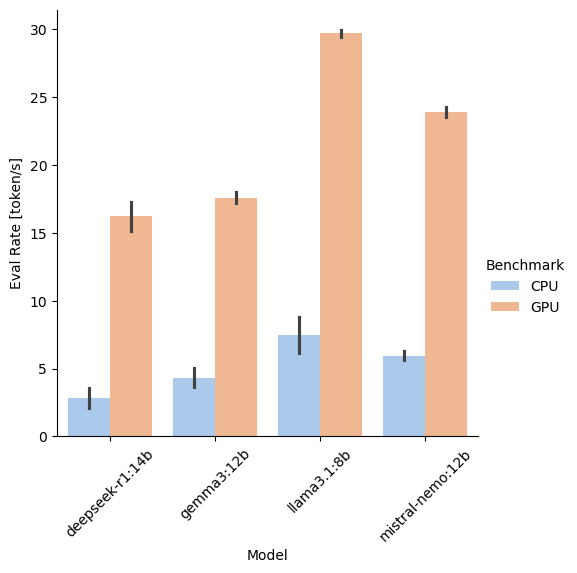 30
25
20
15
10
5
0
Eval Rate [token/s]
deepseek-r1:14b
gemma3:12b
llama3.1:8b
mistral-nemo:12b
Model
Benchmark
CPU
GPU